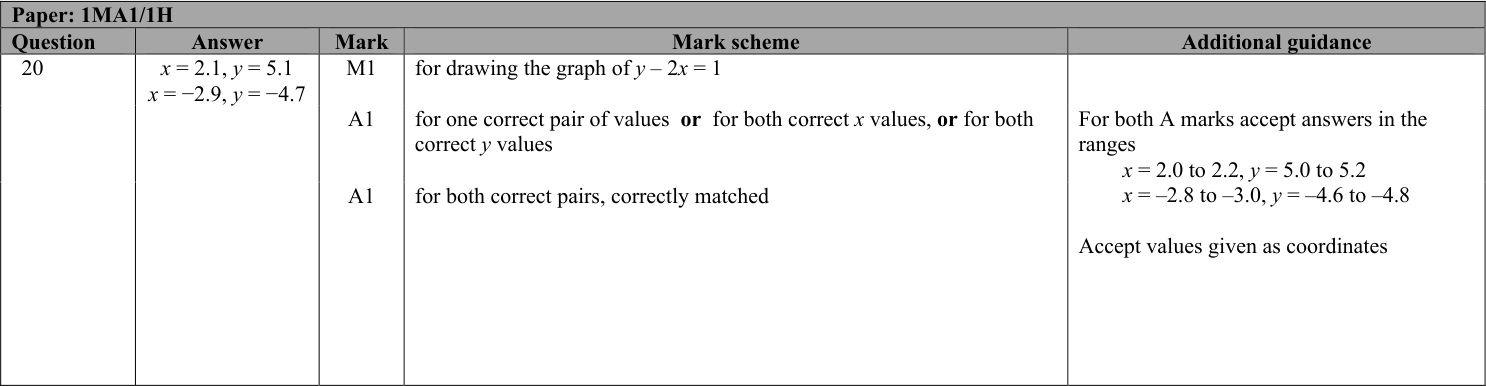 Paper: 1MA1/1H
Question Answer Mark Mark scheme Additional guidance
20 x = 2.1, y = 5.1 M1 for drawing the graph of y – 2x = 1
x = −2.9, y = −4.7
A1 for one correct pair of values or for both correct x values, or for both For both A marks accept answers in the
correct y values ranges
x = 2.0 to 2.2, y = 5.0 to 5.2
A1 for both correct pairs, correctly matched x = –2.8 to –3.0, y = –4.6 to –4.8
Accept values given as coordinates